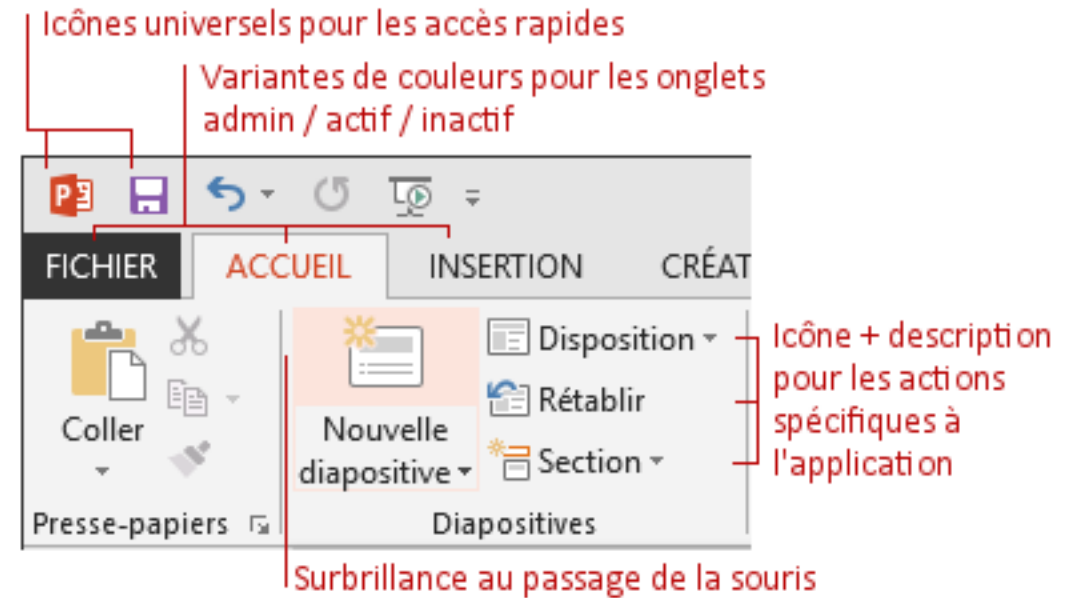 Icônes universels pour les accès rapides
Variantes de couleurs pour les onglets
admin / actif / inactif
P
FICHIER ACCUEIL INSERTION CRÉAT
Disposition
Rétablir
Section
Coller
Nouvelle
diapositive
Presse-papiers
Diapositives
Icône + description
pour les actions
spécifiques à
l'application
Surbrillance au passage de la souris